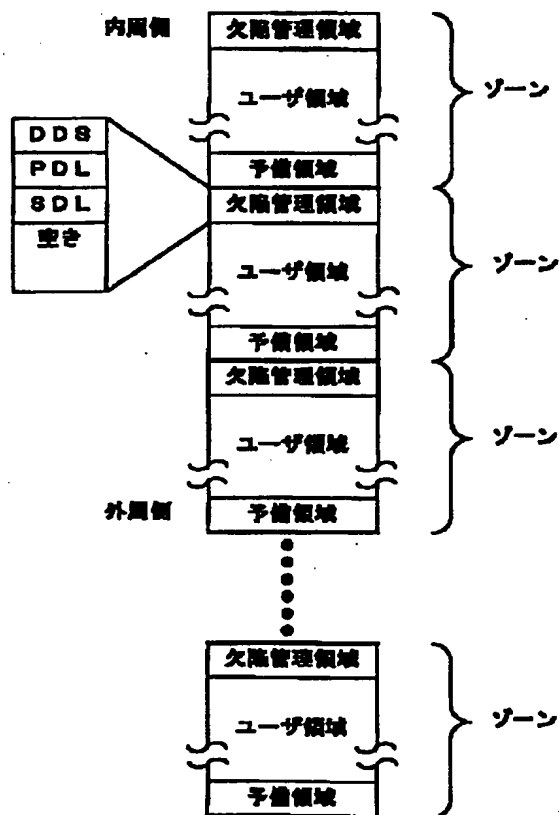 内周側
欠陥管理領域
ユーザ領域
予備領域
ゾーン
DDS
PDL
SDL
空き
欠陥管理領域
ユーザ領域
予備領域
ゾーン
欠陥管理領域
ユーザ領域
予備領域
ゾーン
外周側
欠陥管理領域
ユーザ領域
予備領域
ゾーン